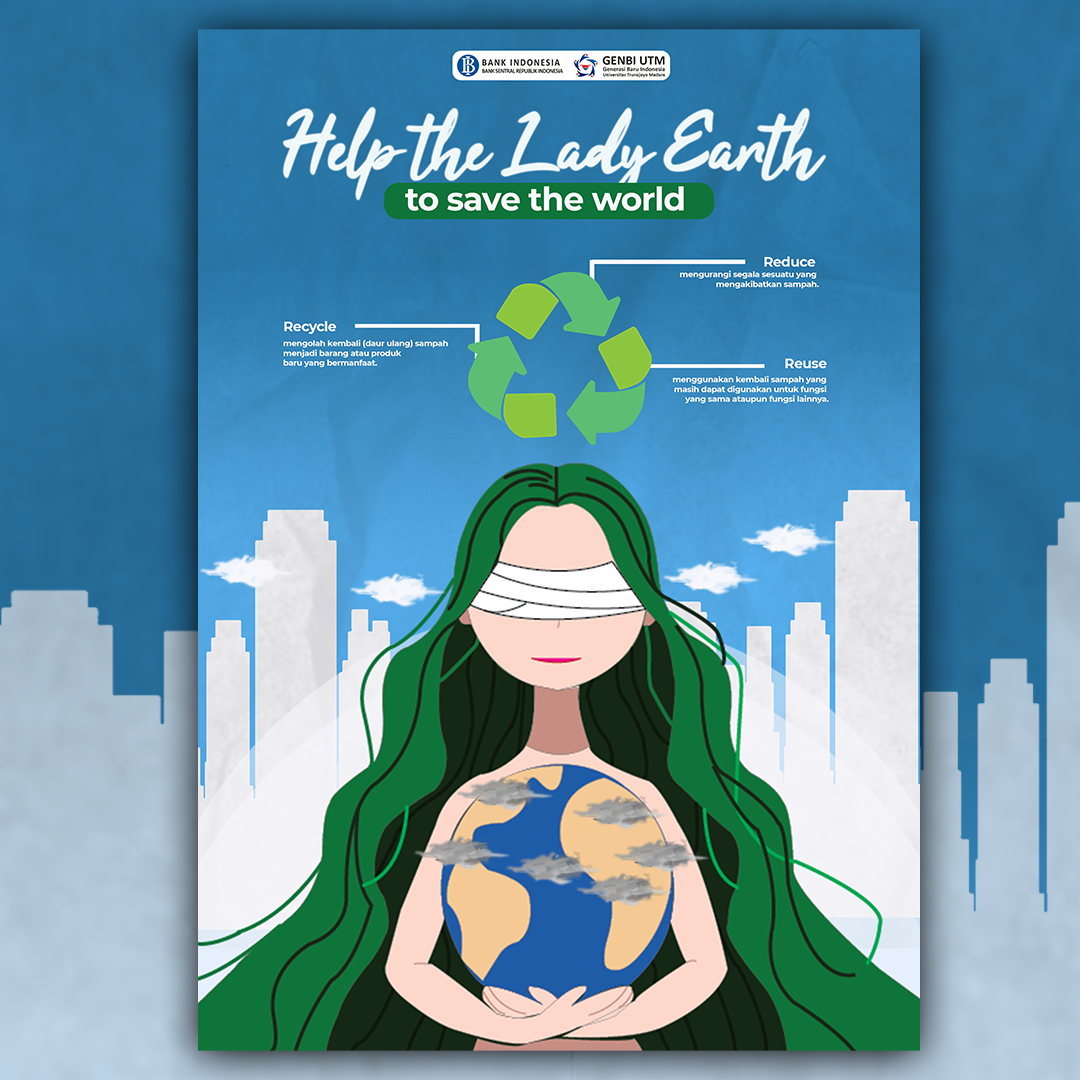 BANK INDONESIA
BANK SENTRAL REPUBLIK INDONESIA
GENBI UTM
Generasi Baru Indonesia
Universitas Trunojoyo Madura
Help the Lady Earth
to save the world
Reduce
mengurangi segala sesuatu yang
mengakibatkan sampah.
Recycle
mengolah kembali (daur ulang) sampah
menjadi barang atau produk
baru yang bermanfaat.
Reuse
menggunakan kembali sampah yang
masih dapat digunakan untuk fungsi
yang sama ataupun fungsi lainnya.